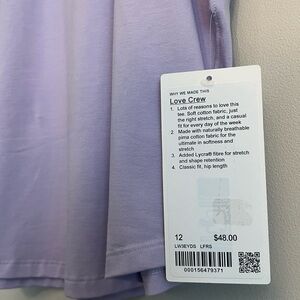 WHY WE MADE THIS
Love Crew
1. Lots of reasons to love this
tee. Soft cotton fabric, just
the right stretch, and a casual
fit for every day of the week
2 Made with naturally breathable
pima cotton fabric for the
ultimate in softness and
stretch
3. Added Lycra® fibre for stretch
and shape retention
4. Classic fit, hip length
12 $48.00
LW3EYDS LFRS
000156479371